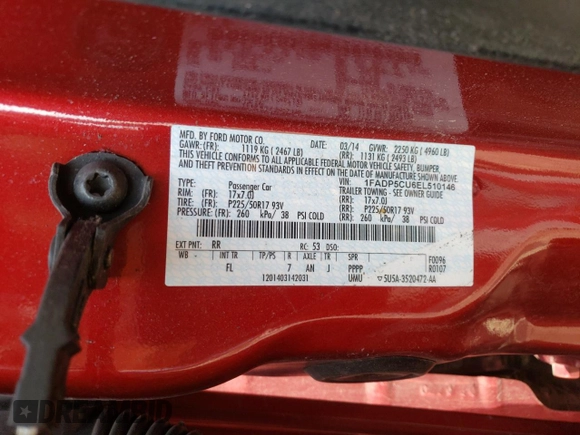 MFD. BY FORD MOTOR CO. DATE: 03/14 GVWR: 2250 KG ( 4960 LB)
GAWR:(FR): 1119 KG ( 2467 LB) (RR): 1131 KG ( 2493 LB)
THIS VEHICLE CONFORMS TO ALL APPLICABLE FEDERAL MOTOR VEHICLE SAFETY, BUMPER,
AND THEFT PREVENTION STANDARDS IN EFFECT ON THE DATE OF MANUFACTURE SHOWN ABOVE.
VIN: 1FADP5CU6EL510146
TYPE: Passenger Car TRAILER TOWING - SEE OWNER GUIDE
RIM: (FR) 17x7.0J (RR): 17x7.0J
TIRES: (FR) P225/50R17 93V (RR): P225/50R17 93V
PRESSURE: (FR) 260 kPa/ 38 PSI COLD (RR): 260 kPa/ 38 PSI COLD
EXT PNT: RR RC: 53 DSO:
WB INT TR TP/PS R AXLE TR SPR F0096
FL 7 AN J PPPP R0107
1201403142031 UMU 5U5A-3520472-AA